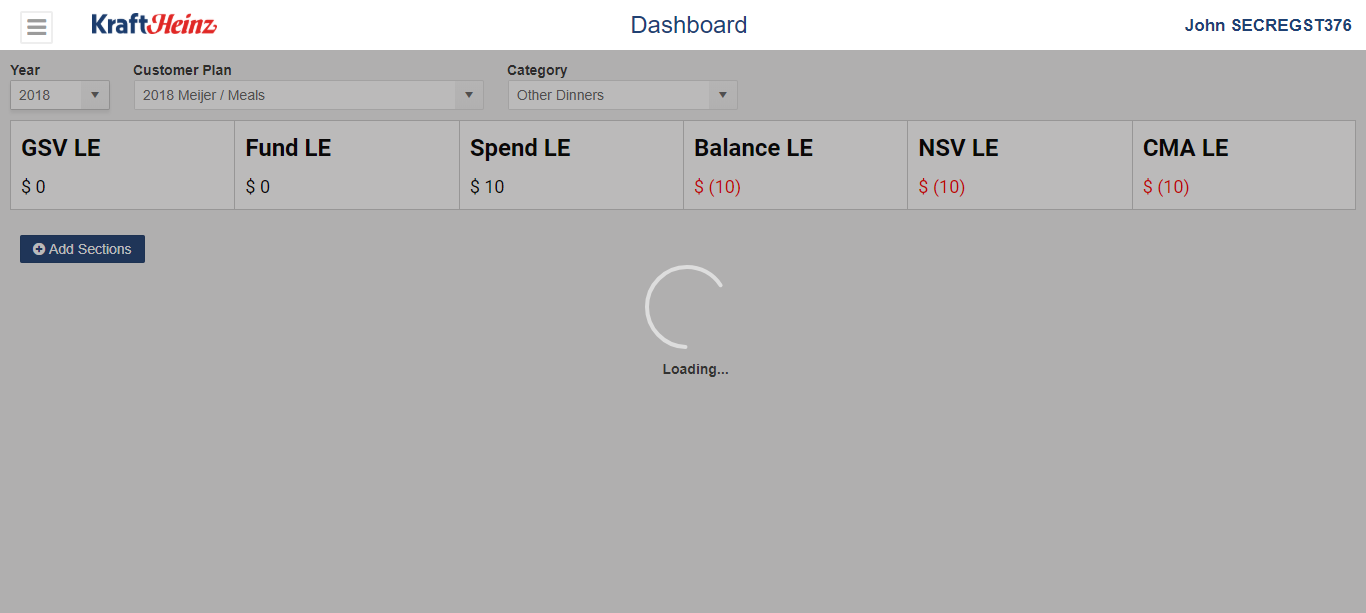 KraftHeinz Dashboard John SECREGST376
Year Customer Plan Category
2018 2018 Meijer / Meals Other Dinners
GSV LE Fund LE Spend LE Balance LE NSV LE CMA LE
$ 0 $ 0 $ 10 $ (10) $ (10) $ (10)
Add Sections
Loading...